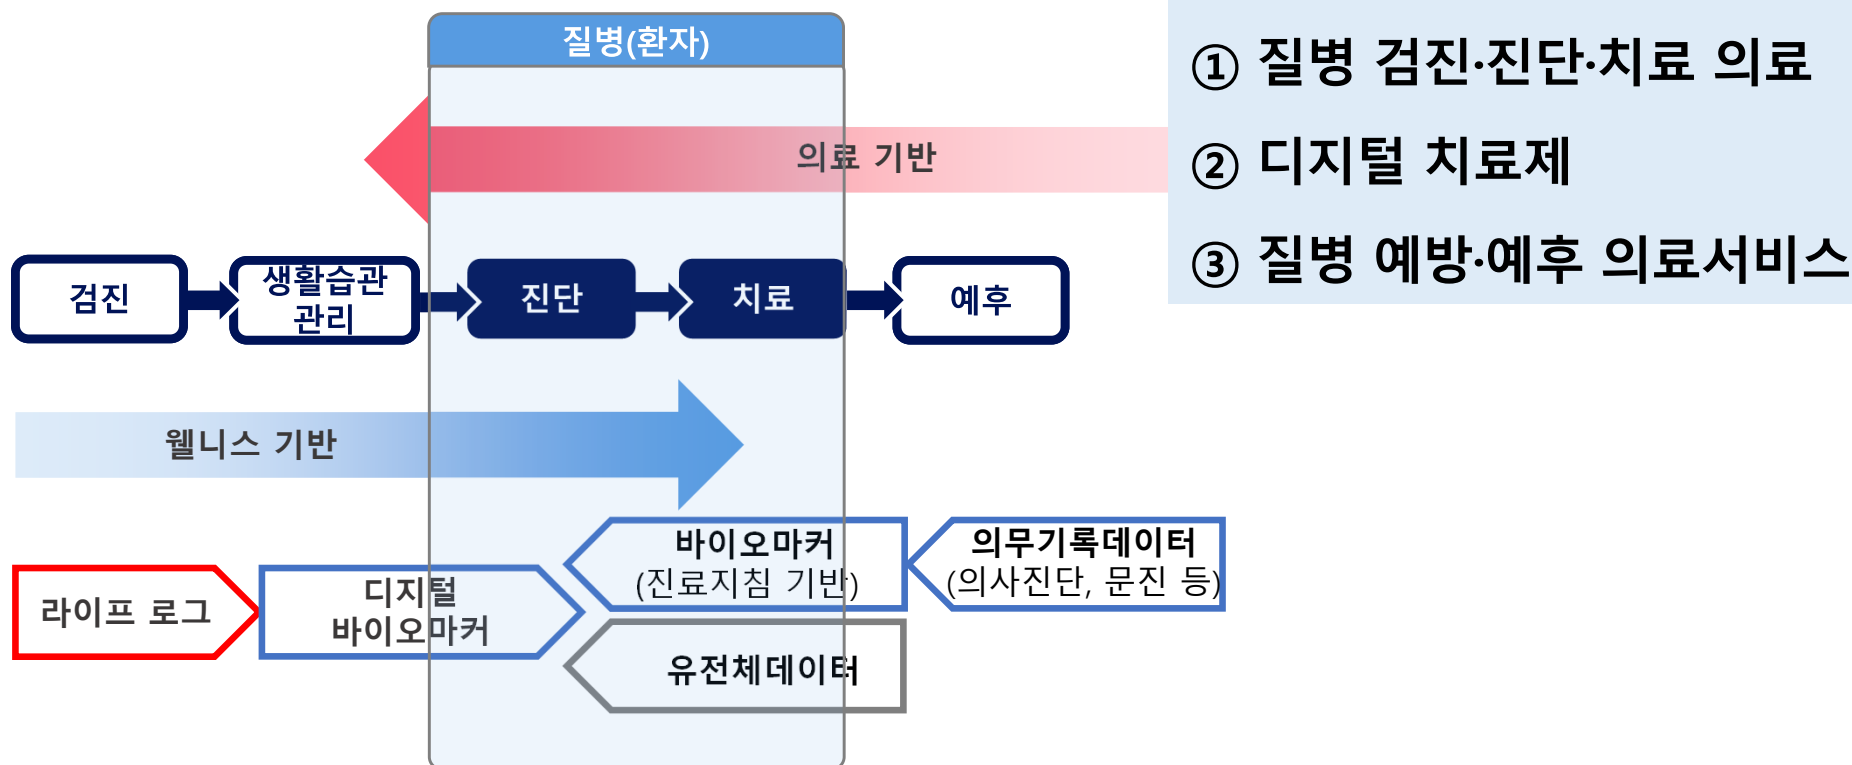 질병(환자)
① 질병 검진·진단·치료 의료
② 디지털 치료제
③ 질병 예방·예후 의료서비스
의료 기반
검진
생활습관
관리
진단
치료
예후
웰니스 기반
라이프 로그
디지털
바이오마커
바이오마커
(진료지침 기반)
의무기록데이터
(의사진단, 문진 등)
유전체데이터